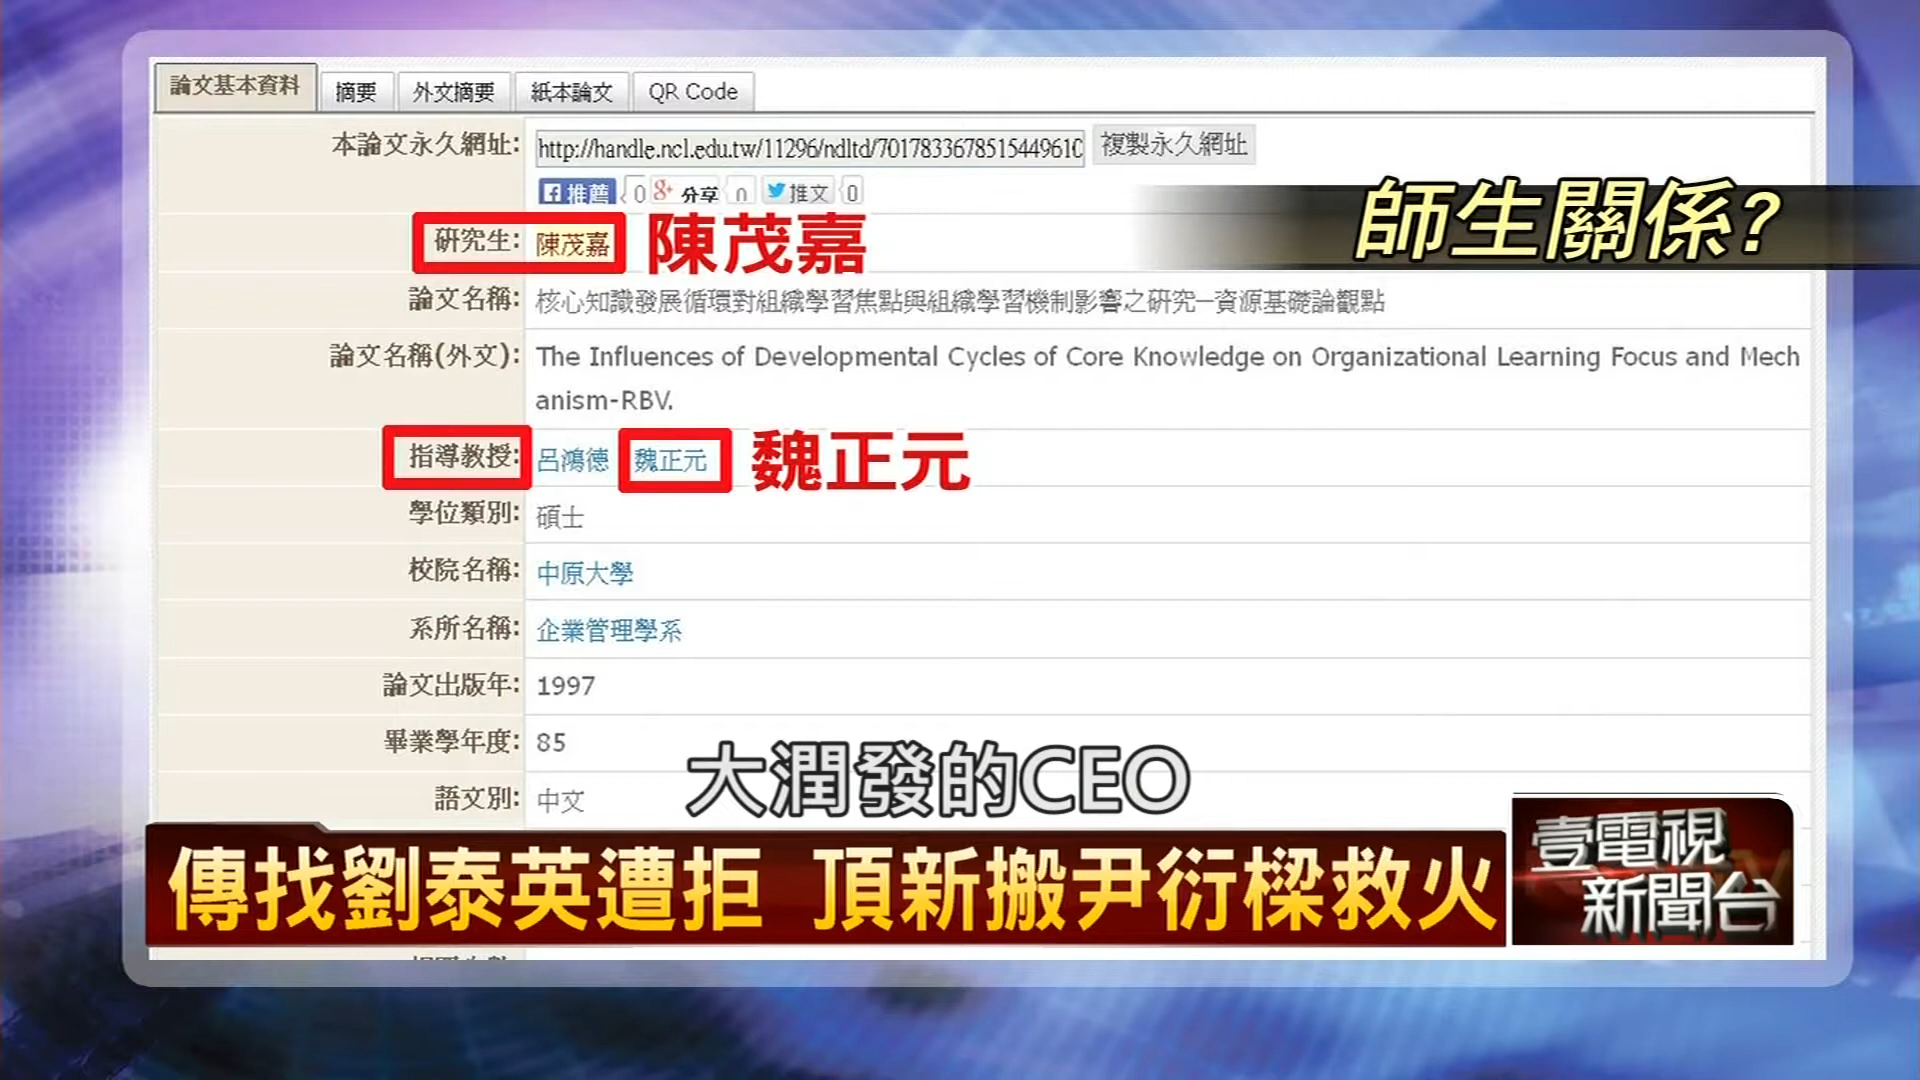 論文基本資料 摘要 外文摘要 紙本論文 QR Code
本論文永久網址: http://handle.ncl.edu.tw/11296/ndltd/7017833678515449610 複製永久網址
推薦 0 分享 0 推文 0
師生關係?
研究生: 陳茂嘉 陳茂嘉
論文名稱: 核心知識發展循環對組織學習焦點與組織學習機制影響之研究—資源基礎論觀點
論文名稱(外文): The Influences of Developmental Cycles of Core Knowledge on Organizational Learning Focus and Mech
anism-RBV.
指導教授: 呂鴻德 魏正元 魏正元
學位類別: 碩士
校院名稱: 中原大學
系所名稱: 企業管理學系
論文出版年: 1997
畢業學年度: 85
語文別: 中文
大潤發的CEO
傳找劉泰英遭拒 頂新搬尹衍樑救火
壹電視
新聞台